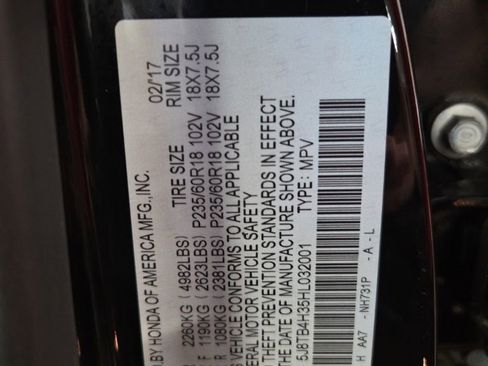 BY HONDA OF AMERICA MFG., INC. 02/'17
TIRE SIZE RIM SIZE
2260KG (4982LBS)
F 1190KG (2623LBS) P235/60R18 102V 18X7.5J
R 1080KG (2381LBS) P235/60R18 102V 18X7.5J
VEHICLE CONFORMS TO ALL APPLICABLE
MOTOR VEHICLE SAFETY
THEFT PREVENTION STANDARDS IN EFFECT
THE DATE OF MANUFACTURE SHOWN ABOVE.
5J8TB4H35HL032001 TYPE: MPV
H AA7 - NH731P - A - L